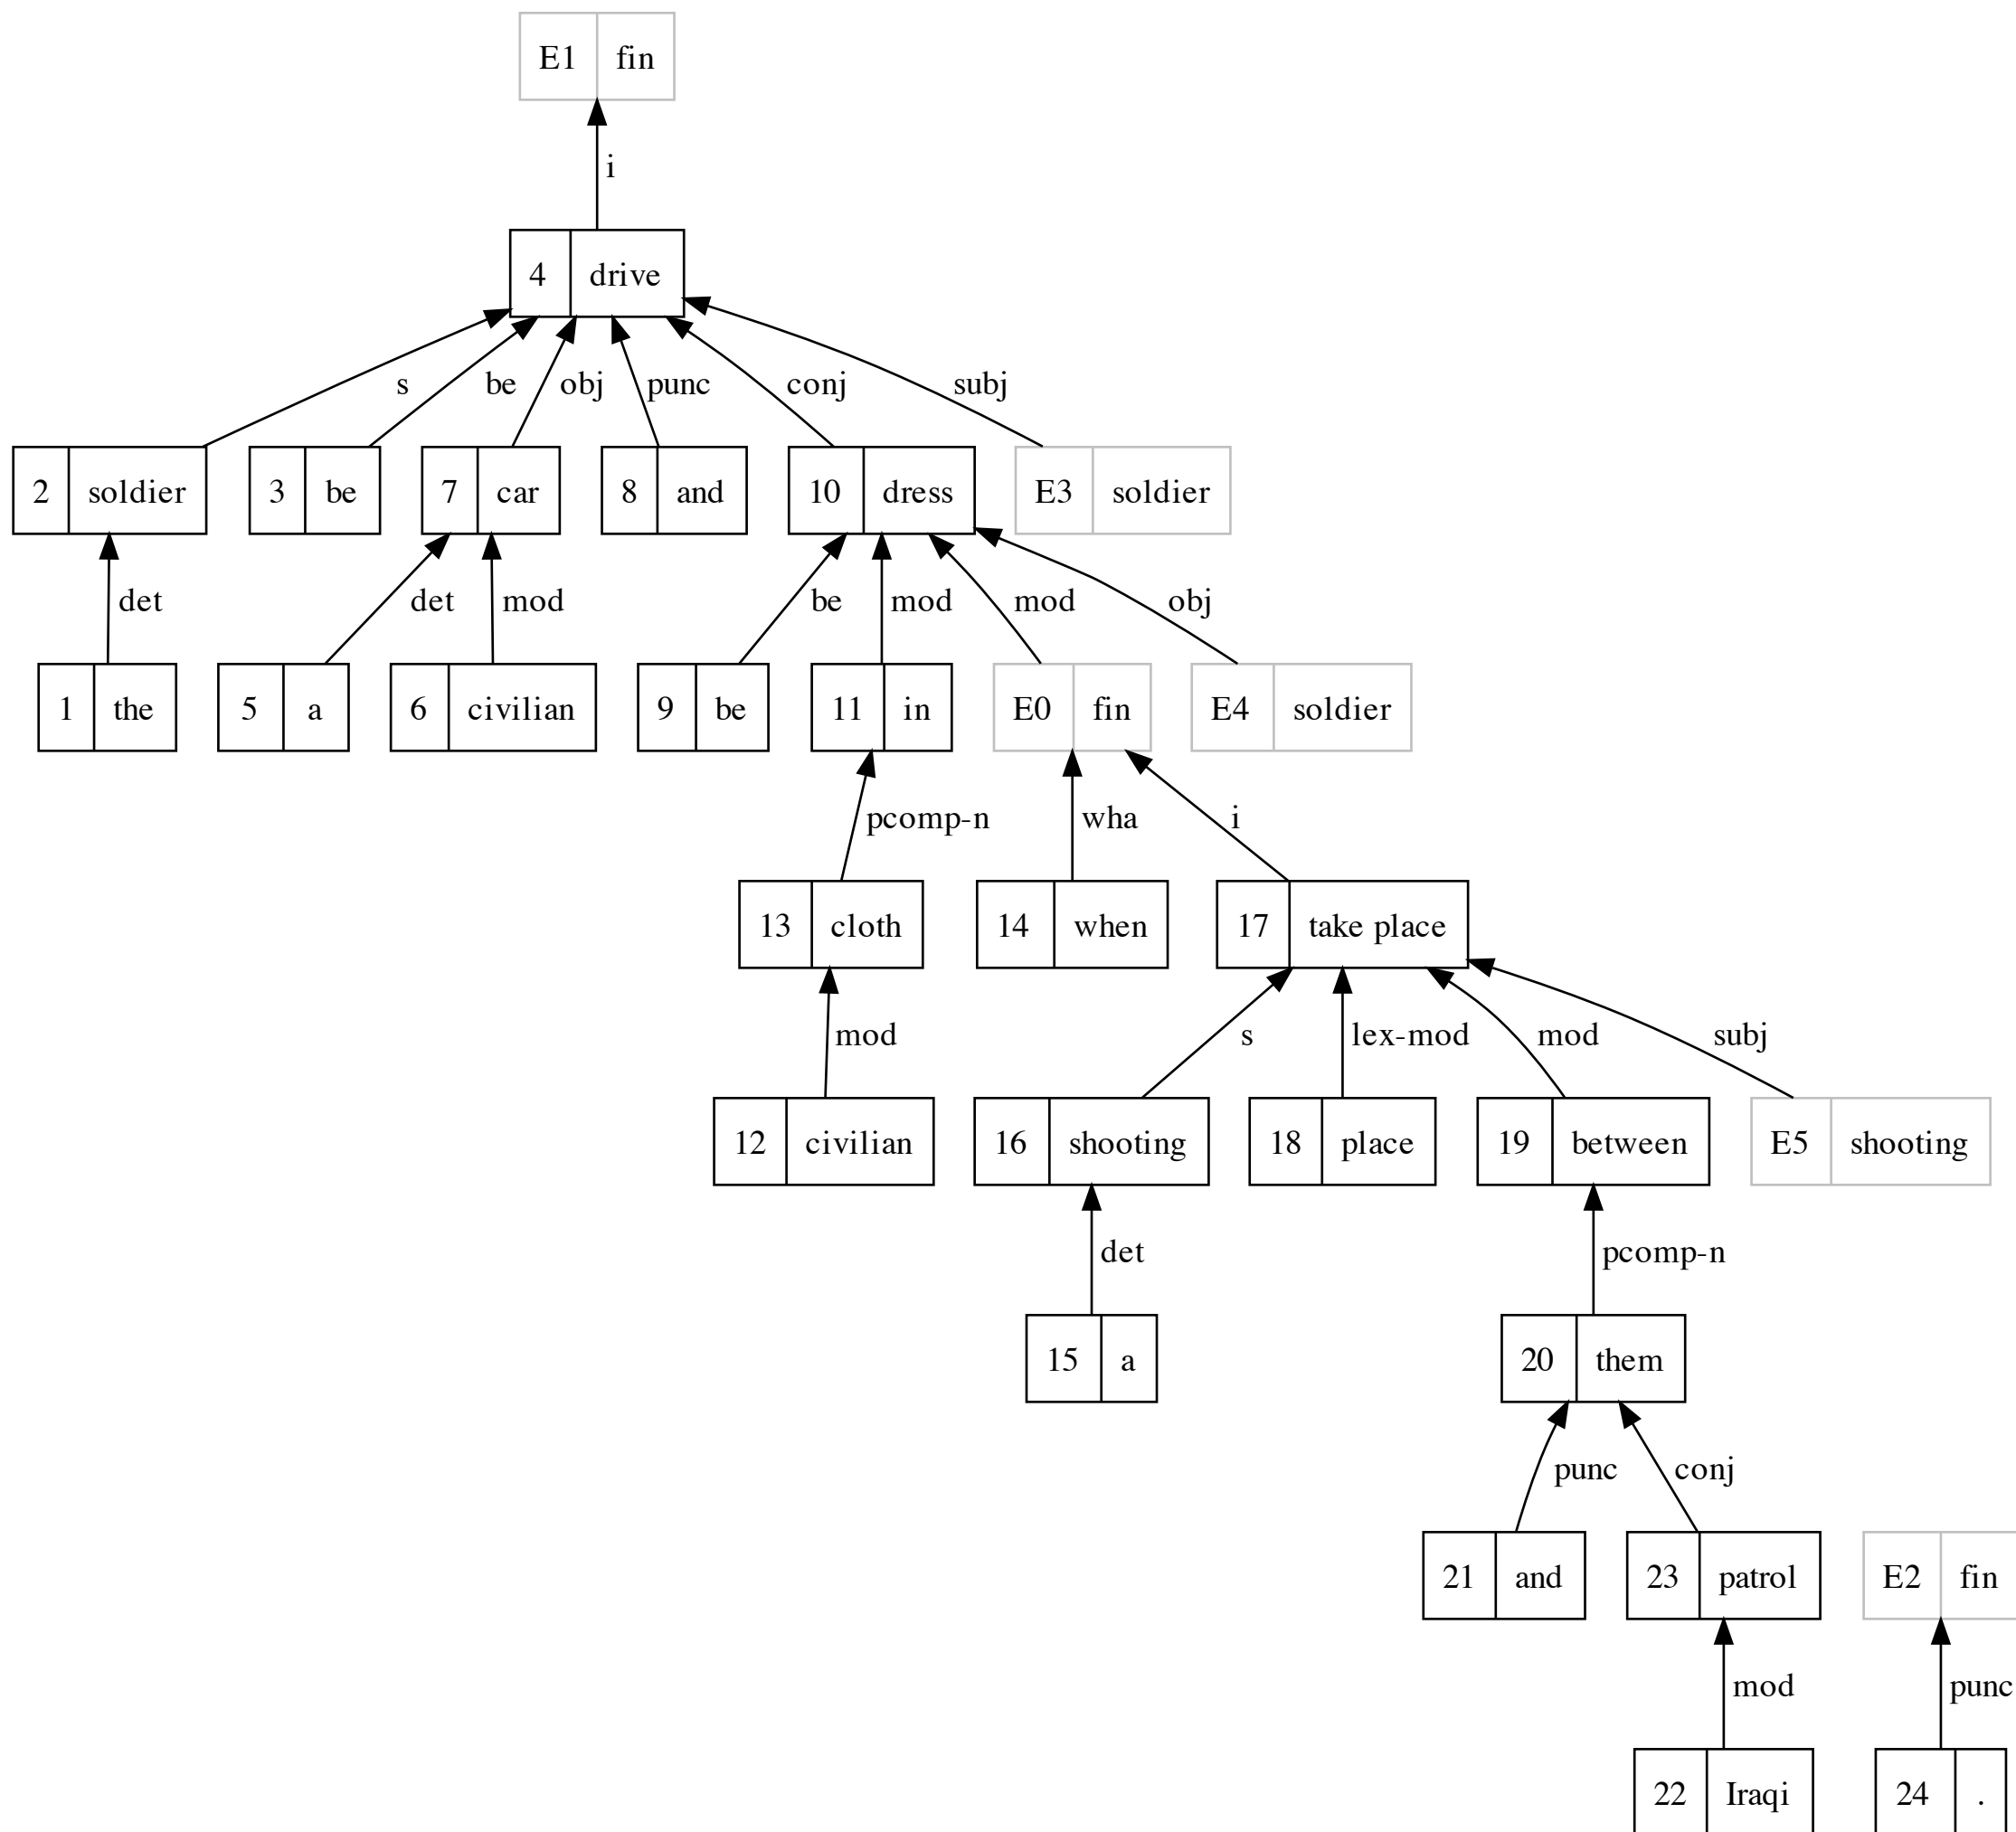 E1 fin
i
4 drive
s be obj punc conj subj
2 soldier 3 be 7 car 8 and 10 dress E3 soldier
det det mod be mod mod obj
1 the 5 a 6 civilian 9 be 11 in E0 fin E4 soldier
pcomp-n wha i
13 cloth 14 when 17 take place
mod s lex-mod mod subj
12 civilian 16 shooting 18 place 19 between E5 shooting
det pcomp-n
15 a 20 them
punc conj
21 and 23 patrol E2 fin
mod punc
22 Iraqi 24 .